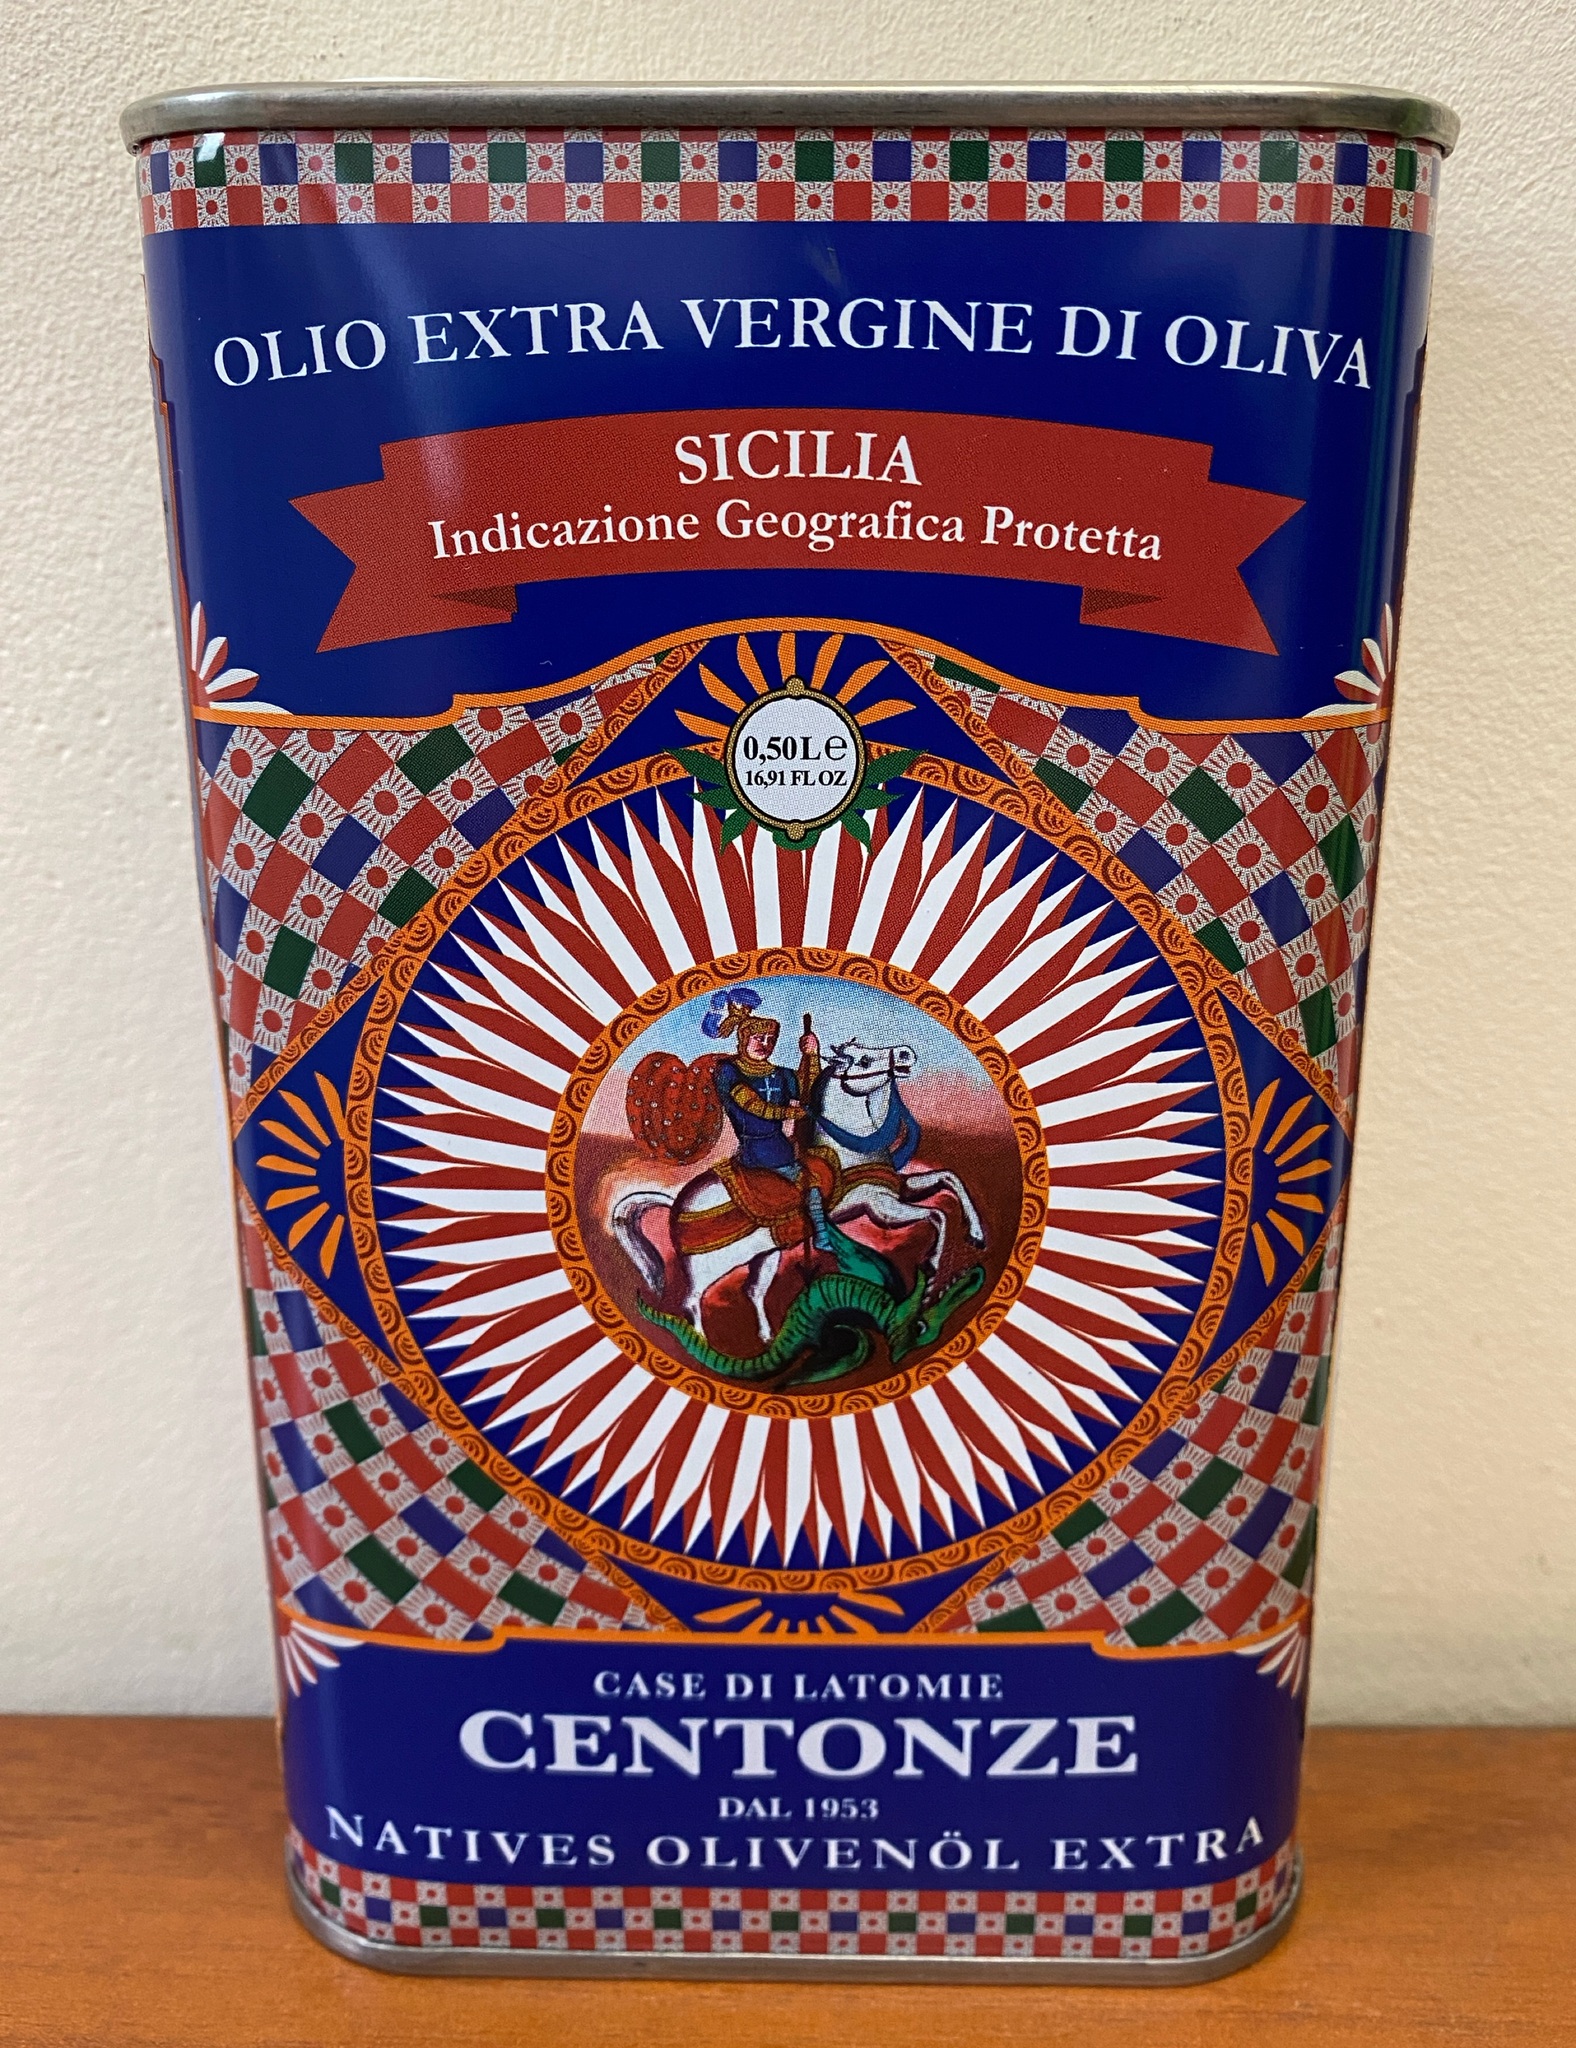 OLIO EXTRA VERGINE DI OLIVA
SICILIA
Indicazione Geografica Protetta
0,50 L ℮
16,91 FL OZ
CASE DI LATOMIE
CENTONZE
DAL 1953
NATIVES OLIVENÖL EXTRA